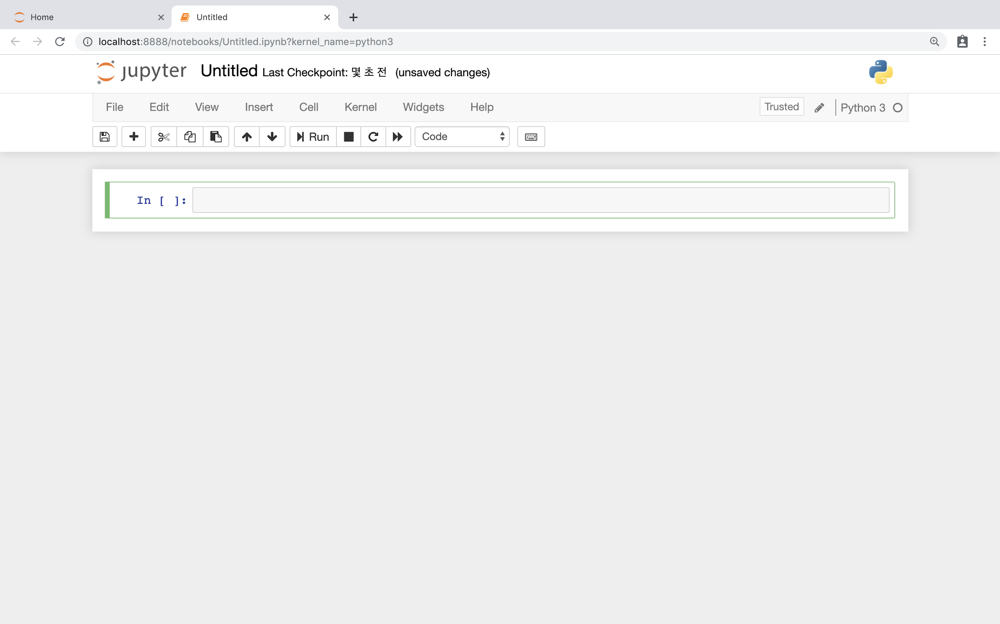 Home
Untitled
localhost:8888/notebooks/Untitled.ipynb?kernel_name=python3
jupyter Untitled Last Checkpoint: 몇 초 전 (unsaved changes)
File Edit View Insert Cell Kernel Widgets Help Trusted Python 3
Run Code
In [ ]: